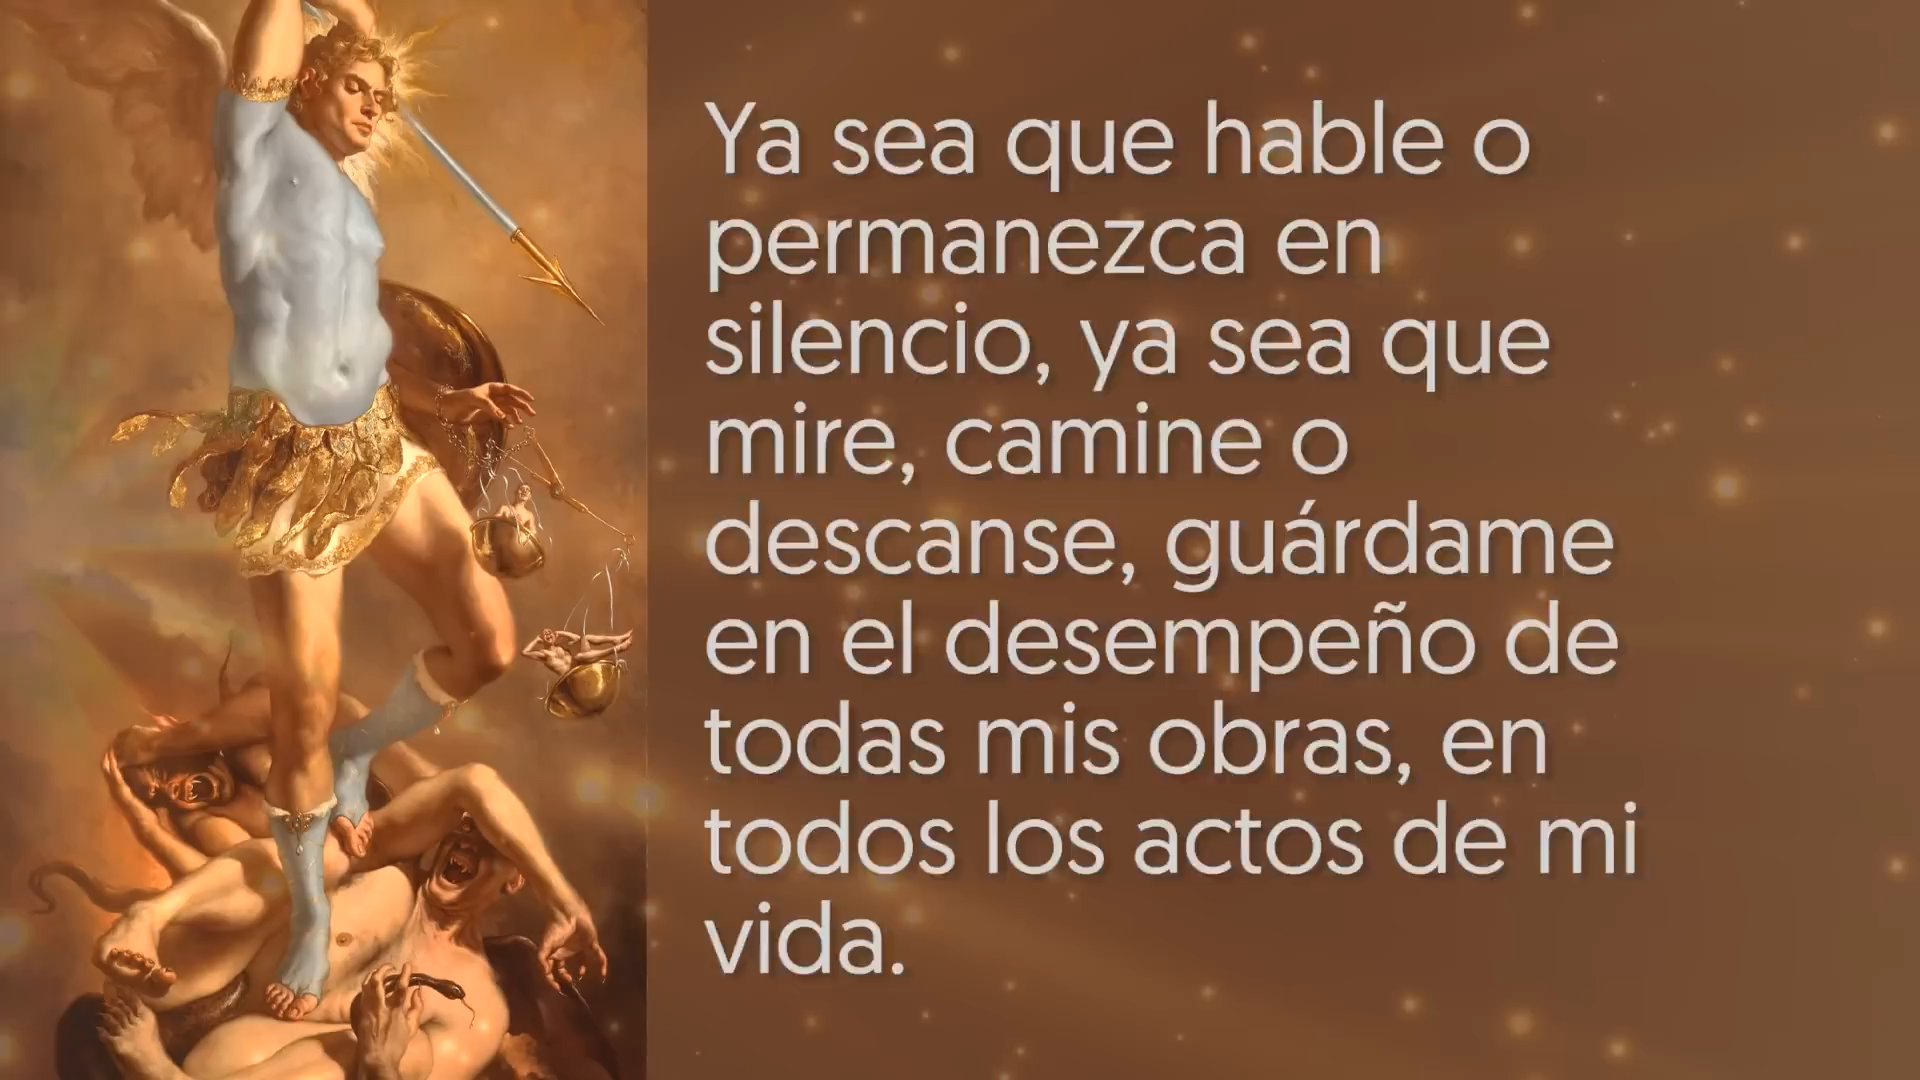 Ya sea que hable o
permanezca en
silencio, ya sea que
mire, camine o
descanse, guárdame
en el desempeño de
todas mis obras, en
todos los actos de mi
vida.